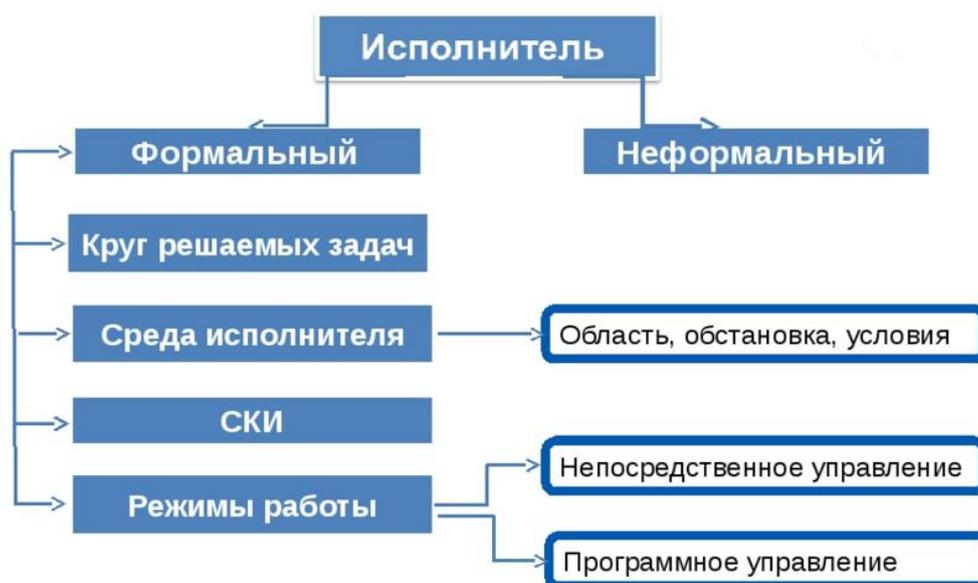 Исполнитель
Формальный
Неформальный
Круг решаемых задач
Среда исполнителя
Область, обстановка, условия
СКИ
Непосредственное управление
Режимы работы
Программное управление